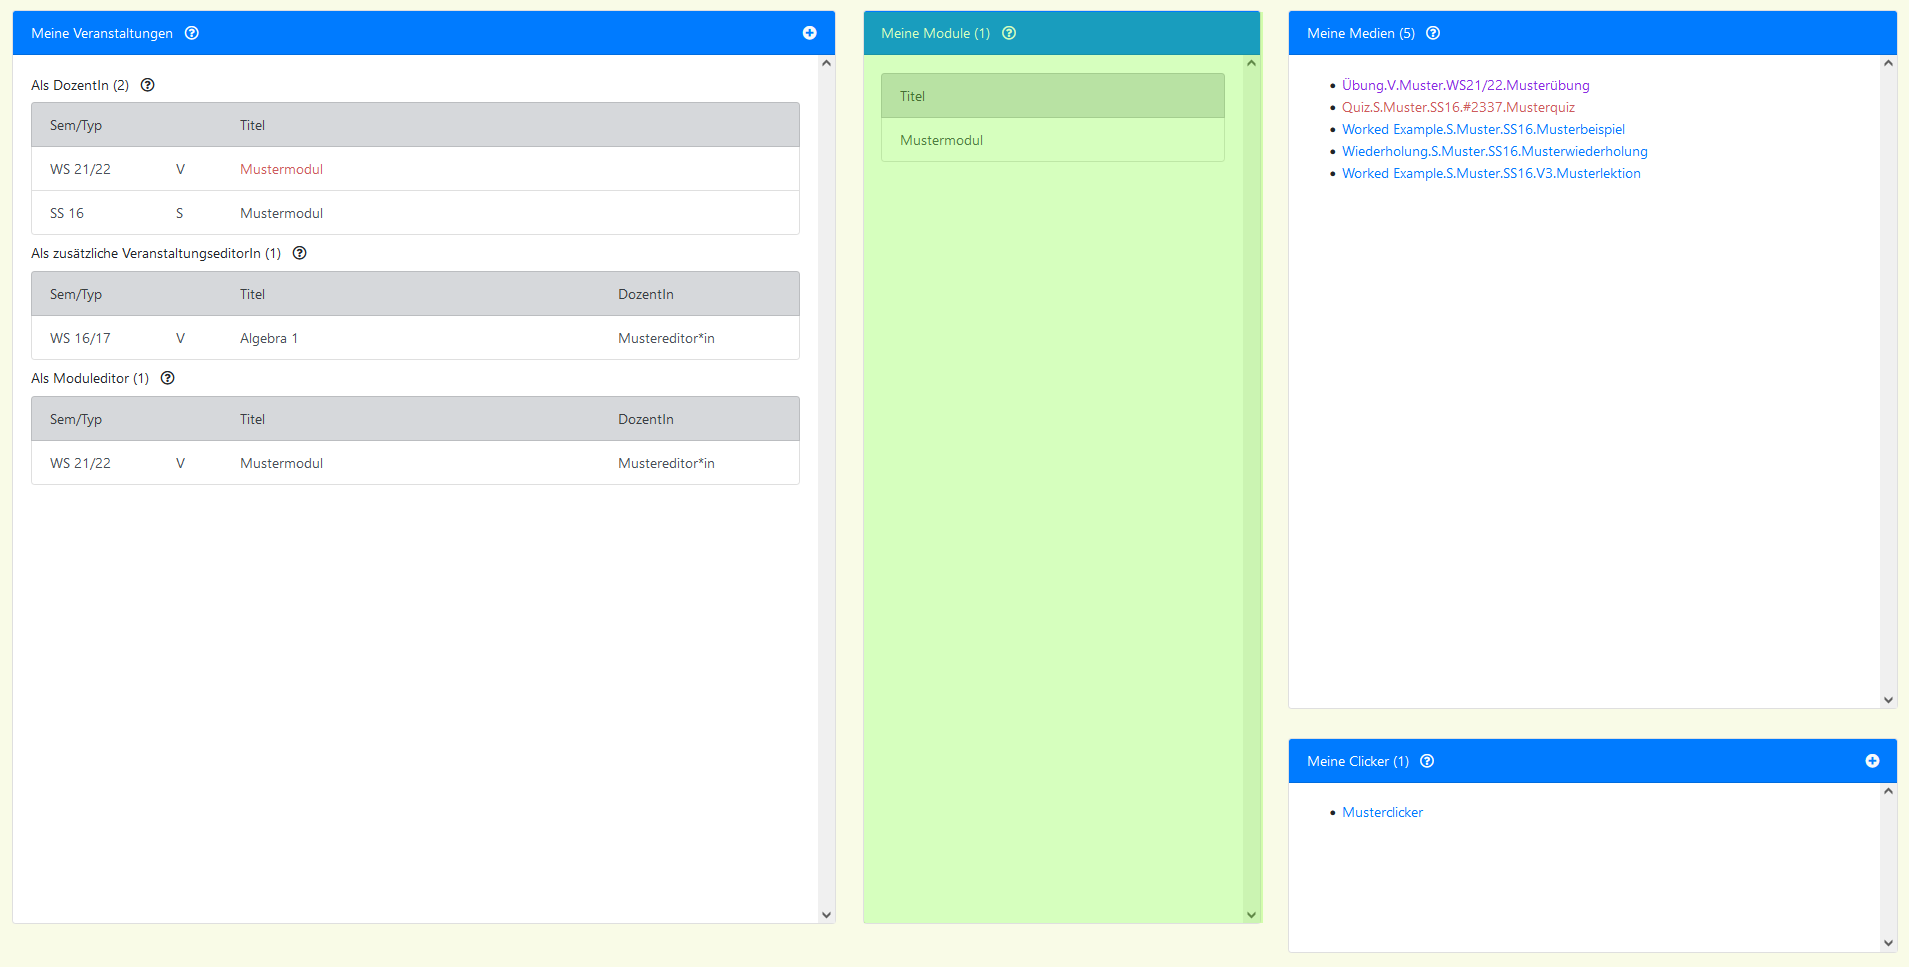 Meine Veranstaltungen
Als DozentIn (2)
Sem/Typ Titel
WS 21/22 V Mustermodul
SS 16 S Mustermodul
Als zusätzliche VeranstaltungseditorIn (1)
Sem/Typ Titel DozentIn
WS 16/17 V Algebra 1 Mustereditor*in
Als Moduleditor (1)
Sem/Typ Titel DozentIn
WS 21/22 V Mustermodul Mustereditor*in
Meine Module (1)
Titel
Mustermodul
Meine Medien (5)
Übung.V.Muster.WS21/22.Musterübung
Quiz.S.Muster.SS16.#2337.Musterquiz
Worked Example.S.Muster.SS16.Musterbeispiel
Wiederholung.S.Muster.SS16.Musterwiederholung
Worked Example.S.Muster.SS16.V3.Musterlektion
Meine Clicker (1)
Musterclicker